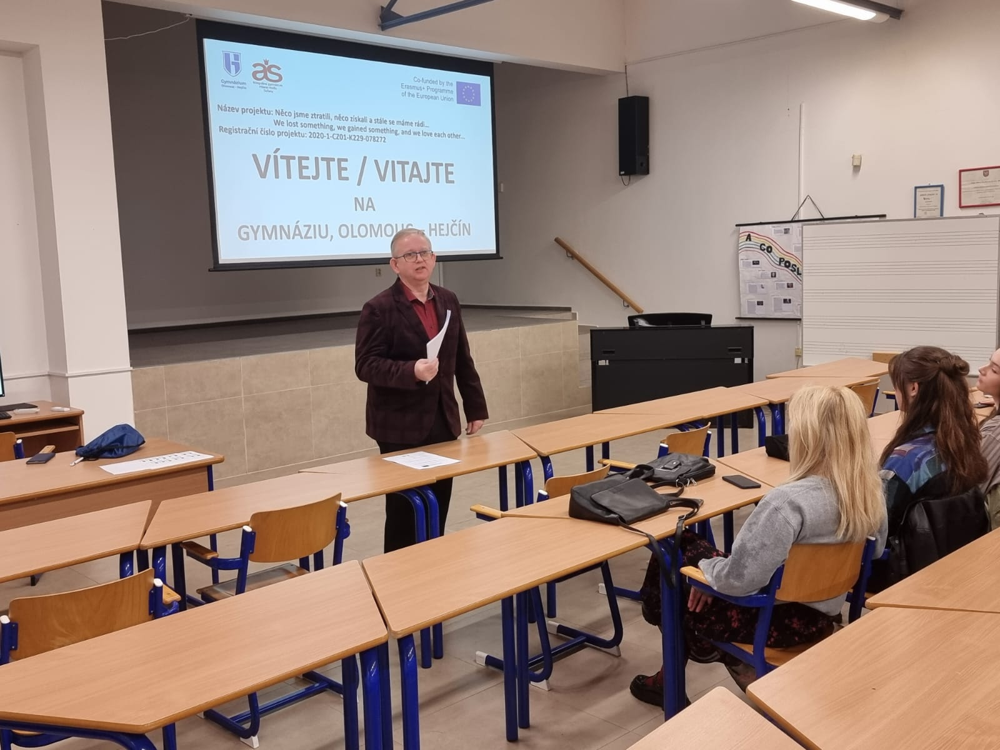 Gymnázium
Olomouc - Hejčín
as
Co-funded by the
Erasmus+ Programme
of the European Union
Název projektu: Něco jsme ztratili, něco získali a stále se máme rádi...
We lost something, we gained something, and we love each other...
Registrační číslo projektu: 2020-1-CZ01-K229-078272
VÍTEJTE / VITAJTE
NA
GYMNÁZIU, OLOMOUC - HEJČÍN
A CO POSL